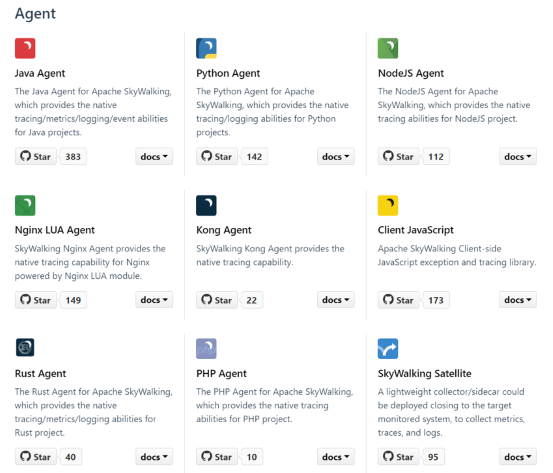 Agent
Java Agent
The Java Agent for Apache SkyWalking,
which provides the native
tracing/metrics/logging/event abilities
for Java projects.
Star 383 docs
Python Agent
The Python Agent for Apache
SkyWalking, which provides the native
tracing/logging abilities for Python
projects.
Star 142 docs
NodeJS Agent
The NodeJS Agent for Apache
SkyWalking, which provides the native
tracing abilities for NodeJS project.
Star 112 docs
Nginx LUA Agent
SkyWalking Nginx Agent provides the
native tracing capability for Nginx
powered by Nginx LUA module.
Star 149 docs
Kong Agent
SkyWalking Kong Agent provides the
native tracing capability.
Star 22 docs
Client JavaScript
Apache SkyWalking Client-side
JavaScript exception and tracing library.
Star 173 docs
Rust Agent
The Rust Agent for Apache SkyWalking,
which provides the native
tracing/metrics/logging abilities for
Rust project.
Star 40 docs
PHP Agent
The PHP Agent for Apache SkyWalking,
which provides the native tracing
abilities for PHP project.
Star 10 docs
SkyWalking Satellite
A lightweight collector/sidecar could
be deployed closing to the target
monitored system, to collect metrics,
traces, and logs.
Star 95 docs